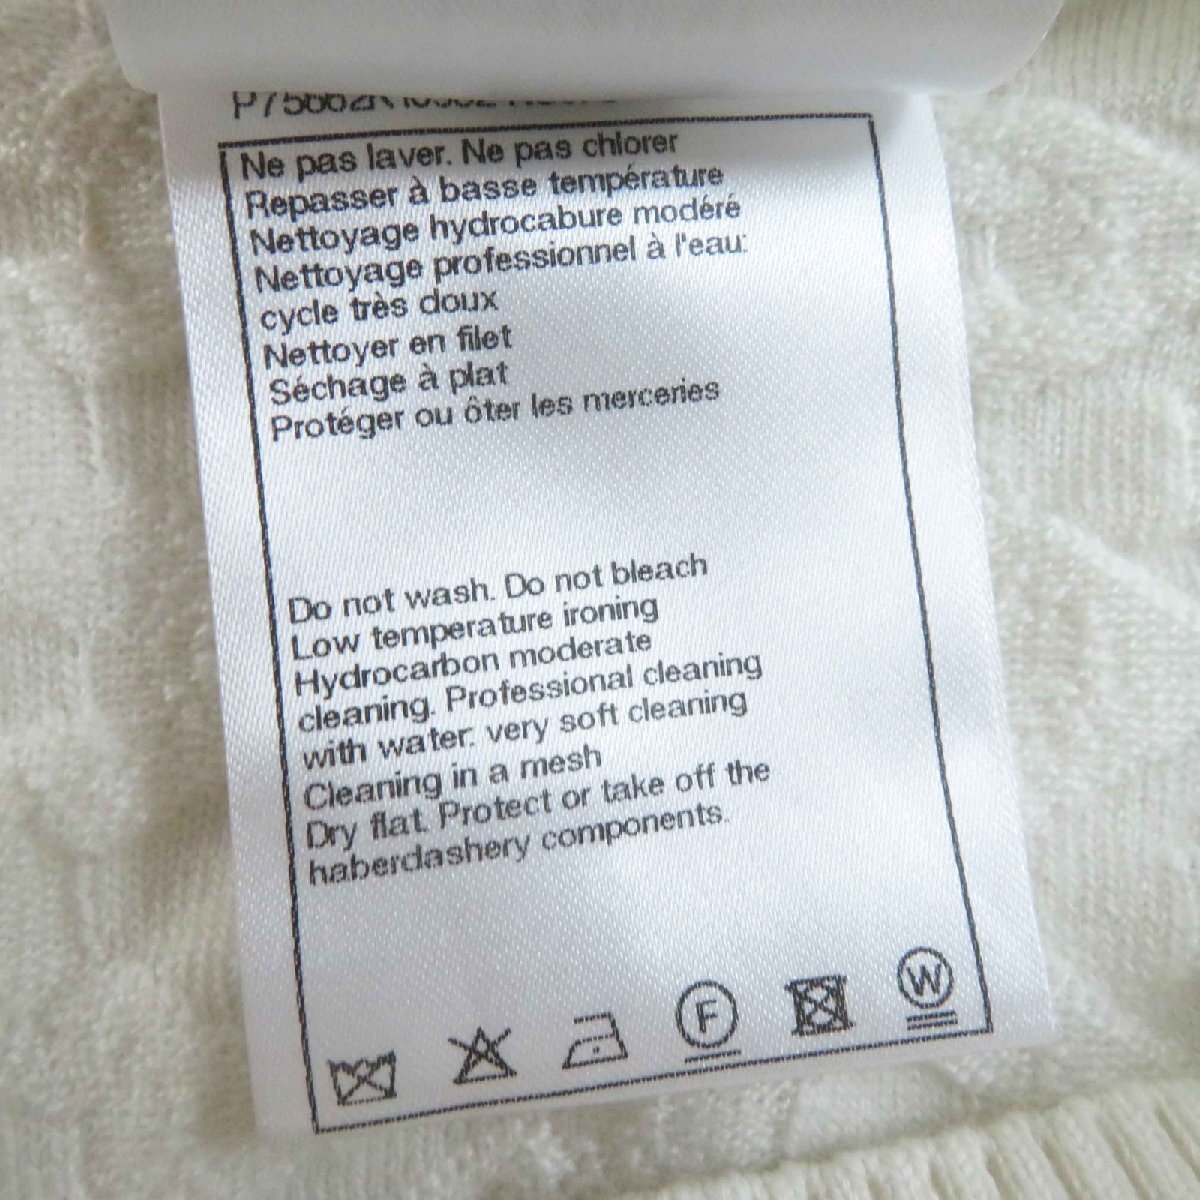 Ne pas laver. Ne pas chlorer
Repasser à basse température
Nettoyage hydrocabure modéré
Nettoyage professionnel à l'eau:
cycle très doux
Nettoyer en filet
Séchage à plat
Protéger ou ôter les merceries
Do not wash. Do not bleach
Low temperature ironing
Hydrocarbon moderate
cleaning. Professional cleaning
with water: very soft cleaning
Cleaning in a mesh
Dry flat. Protect or take off the
haberdashery components.
F
W